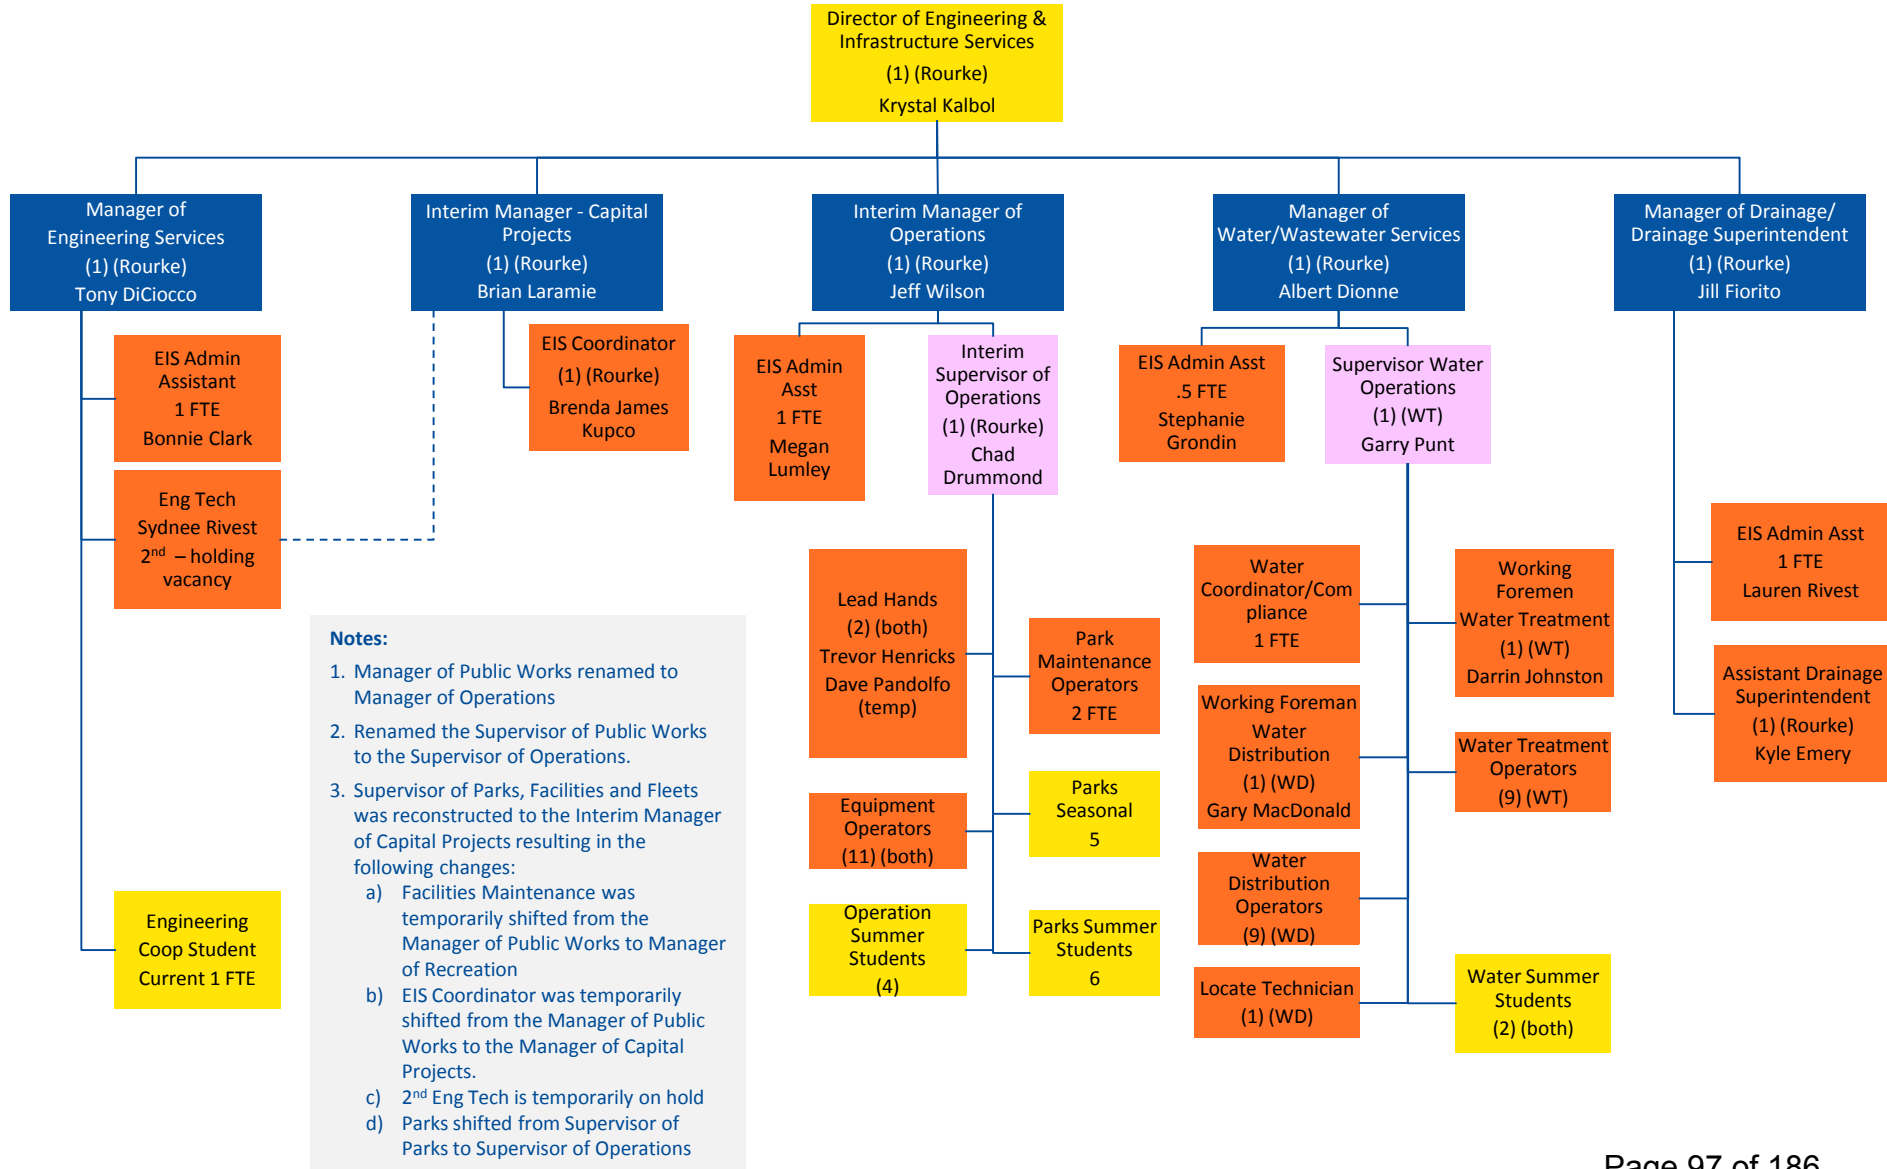 Director of Engineering &
Infrastructure Services
(1) (Rourke)
Krystal Kalbol
Manager of
Engineering Services
(1) (Rourke)
Tony DiCiocco
Interim Manager - Capital
Projects
(1) (Rourke)
Brian Laramie
Interim Manager of
Operations
(1) (Rourke)
Jeff Wilson
Manager of
Water/Wastewater Services
(1) (Rourke)
Albert Dionne
Manager of Drainage/
Drainage Superintendent
(1) (Rourke)
Jill Fiorito
EIS Admin
Assistant
1 FTE
Bonnie Clark
Eng Tech
Sydnee Rivest
2nd – holding
vacancy
Engineering
Coop Student
Current 1 FTE
EIS Coordinator
(1) (Rourke)
Brenda James
Kupco
EIS Admin
Asst
1 FTE
Megan
Lumley
Interim
Supervisor of
Operations
(1) (Rourke)
Chad
Drummond
Lead Hands
(2) (both)
Trevor Henricks
Dave Pandolfo
(temp)
Park
Maintenance
Operators
2 FTE
Equipment
Operators
(11) (both)
Parks
Seasonal
5
Operation
Summer
Students
(4)
Parks Summer
Students
6
EIS Admin Asst
.5 FTE
Stephanie
Grondin
Supervisor Water
Operations
(1) (WT)
Garry Punt
Water
Coordinator/Com
pliance
1 FTE
Working
Foremen
Water Treatment
(1) (WT)
Darrin Johnston
Working Foreman
Water
Distribution
(1) (WD)
Gary MacDonald
Water Treatment
Operators
(9) (WT)
Water
Distribution
Operators
(9) (WD)
Locate Technician
(1) (WD)
Water Summer
Students
(2) (both)
EIS Admin Asst
1 FTE
Lauren Rivest
Assistant Drainage
Superintendent
(1) (Rourke)
Kyle Emery
Notes:
1. Manager of Public Works renamed to
Manager of Operations
2. Renamed the Supervisor of Public Works
to the Supervisor of Operations.
3. Supervisor of Parks, Facilities and Fleets
was reconstructed to the Interim Manager
of Capital Projects resulting in the
following changes:
a) Facilities Maintenance was
temporarily shifted from the
Manager of Public Works to Manager
of Recreation
b) EIS Coordinator was temporarily
shifted from the Manager of Public
Works to the Manager of Capital
Projects.
c) 2nd Eng Tech is temporarily on hold
d) Parks shifted from Supervisor of
Parks to Supervisor of Operations
Page 97 of 186